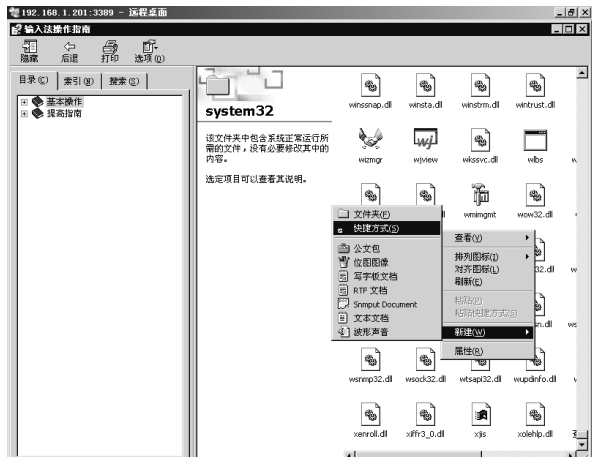 192.168.1.201:3389 - 远程桌面
输入法操作指南
隐藏 后退 打印 选项(O)
目录(C) 索引(N) 搜索(S)
基本操作
提高指南
system32
该文件夹中包含系统正常运行所
需的文件，没有必要修改其中的
内容。
选定项目可以查看其说明。
winssnap.dll winsta.dll winstrm.dll wintrust.dll
wizmgr wjview wkssvc.dll wlbs
wmimgmt wow32.dll
文件夹(F)
快捷方式(S)
公文包
位图图像
写字板文档
RTF 文档
Snmput Document
文本文档
波形声音
查看(V)
排列图标(I)
对齐图标(L)
刷新(E)
粘贴(P)
粘贴快捷方式(S)
新建(W)
属性(R)
32.dll
sn.dll ws
wsnmp32.dll wsock32.dll wtsapi32.dll wupdinfo.dll
xenroll.dll xiffr3_0.dll xjis xolehlp.dll